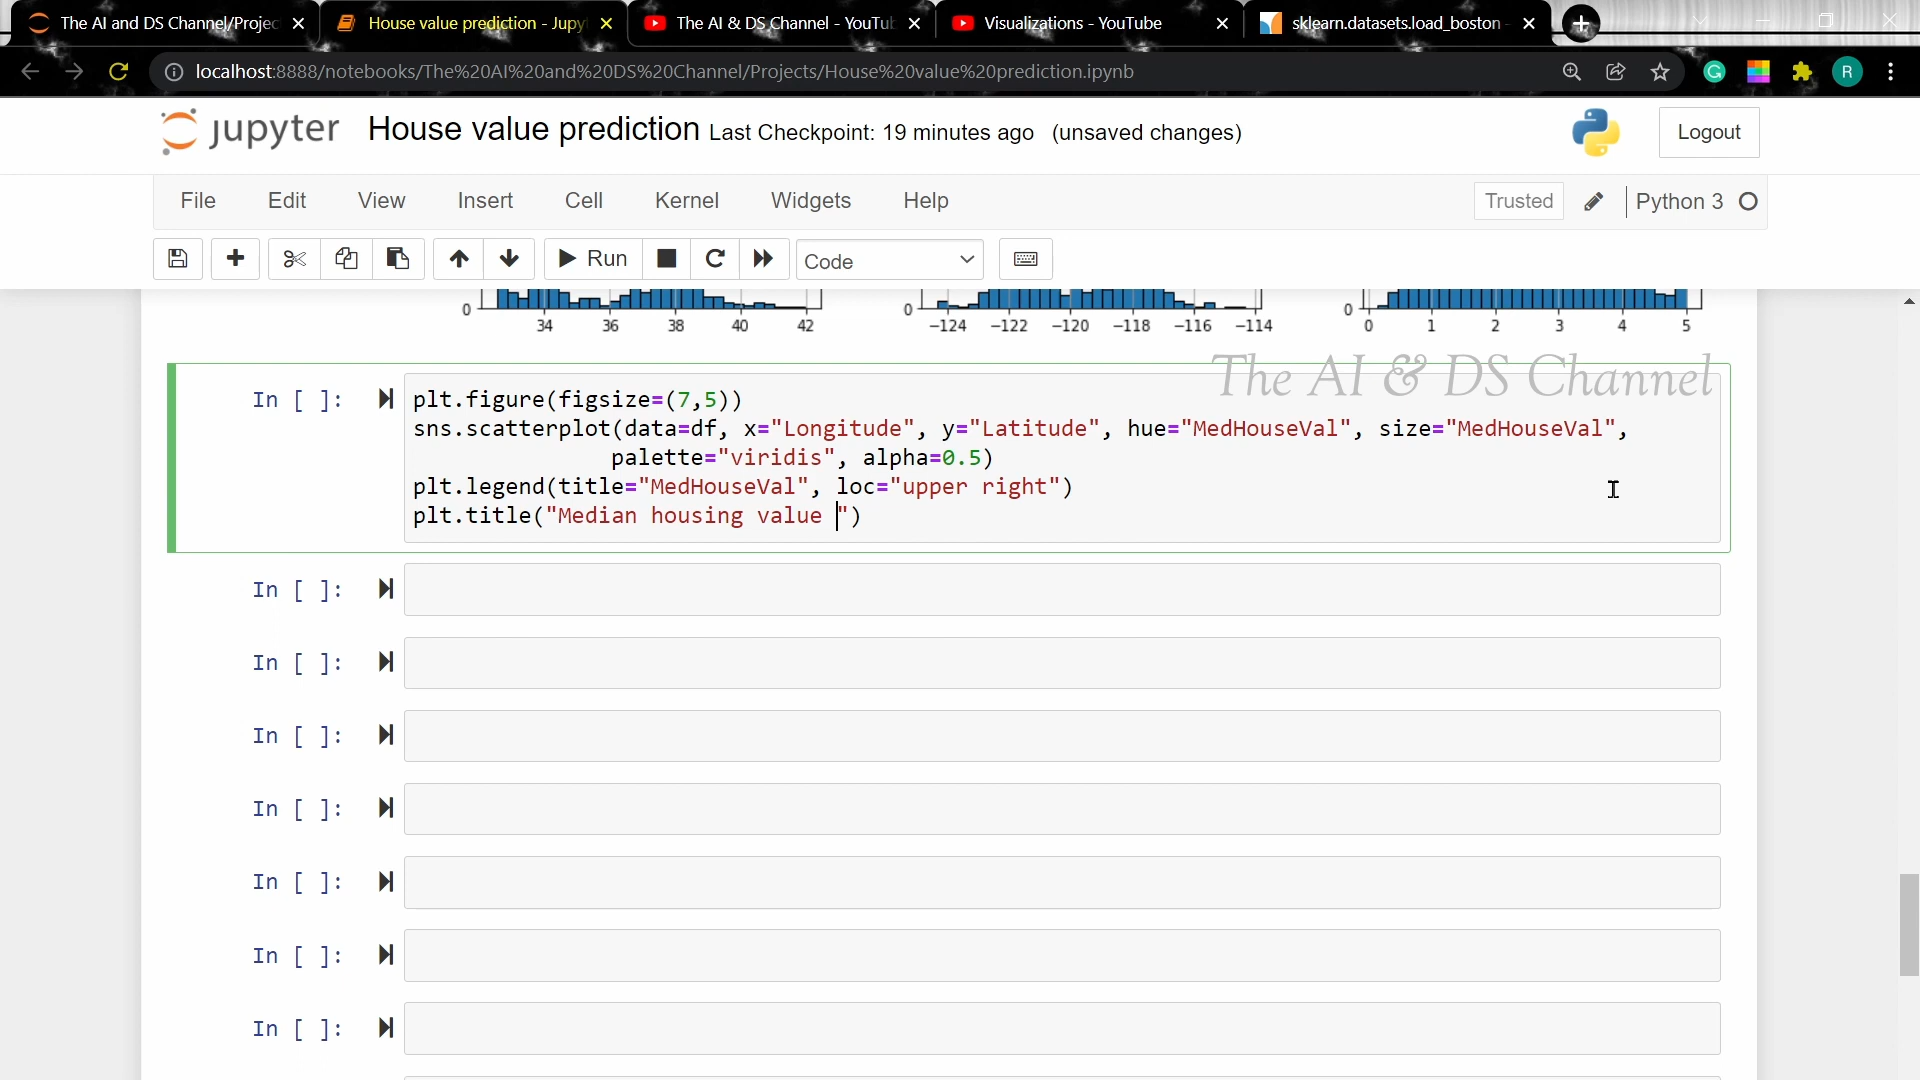 The AI and DS Channel/Projec
House value prediction - Jupy
The AI & DS Channel - YouTub
Visualizations - YouTube
sklearn.datasets.load_boston
localhost:8888/notebooks/The%20AI%20and%20DS%20Channel/Projects/House%20value%20prediction.ipynb
R
jupyter House value prediction Last Checkpoint: 19 minutes ago (unsaved changes)
Logout
File Edit View Insert Cell Kernel Widgets Help
Trusted
Python 3
Run
Code
0 0 0
34 36 38 40 42 −124 −122 −120 −118 −116 −114 0 1 2 3 4 5
The AI & DS Channel
In [ ]: plt.figure(figsize=(7,5))
sns.scatterplot(data=df, x="Longitude", y="Latitude", hue="MedHouseVal", size="MedHouseVal",
palette="viridis", alpha=0.5)
plt.legend(title="MedHouseVal", loc="upper right")
plt.title("Median housing value ")
In [ ]:
In [ ]:
In [ ]:
In [ ]:
In [ ]:
In [ ]:
In [ ]: